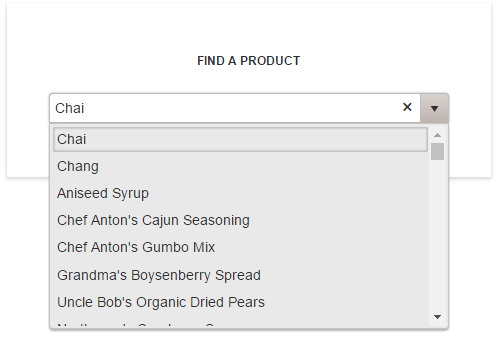 FIND A PRODUCT
Chai
Chai
Chang
Aniseed Syrup
Chef Anton's Cajun Seasoning
Chef Anton's Gumbo Mix
Grandma's Boysenberry Spread
Uncle Bob's Organic Dried Pears